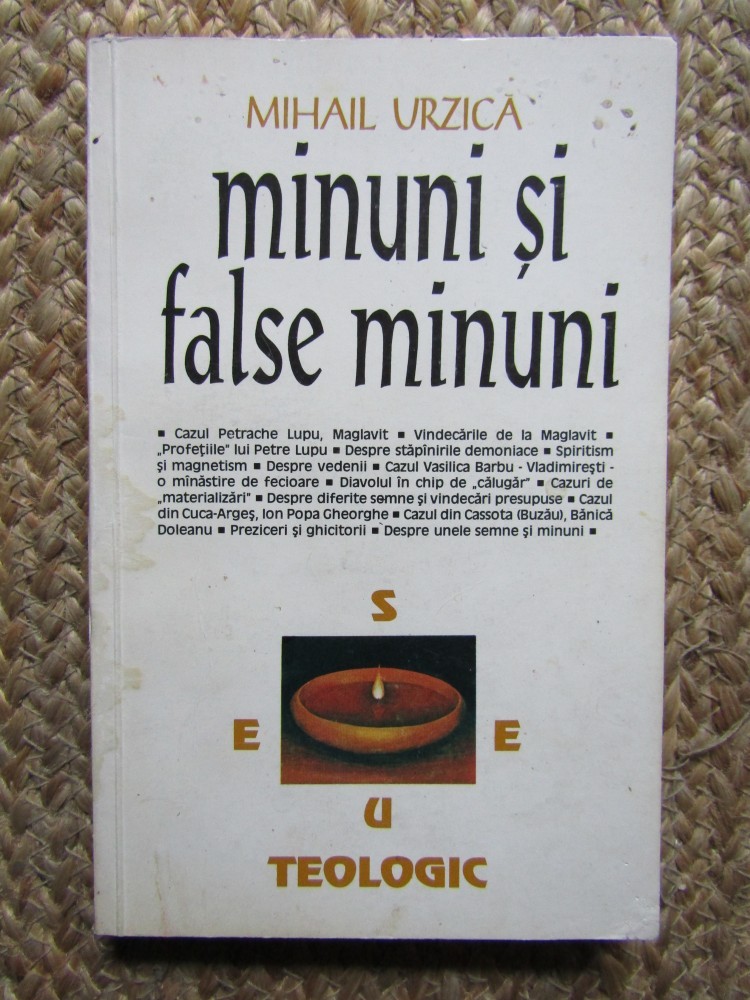 MIHAIL URZICĂ
minuni și
false minuni
▪ Cazul Petrache Lupu, Maglavit ▪ Vindecările de la Maglavit ▪
„Profețiile" lui Petre Lupu ▪ Despre stăpînirile demoniace ▪ Spiritism
și magnetism ▪ Despre vedenii ▪ Cazul Vasilica Barbu - Vladimirești -
o mînăstire de fecioare ▪ Diavolul în chip de „călugăr" ▪ Cazuri de
„materializări" ▪ Despre diferite semne și vindecări presupuse ▪ Cazul
din Cuca-Argeș, Ion Popa Gheorghe ▪ Cazul din Cassota (Buzău), Bănică
Doleanu ▪ Preziceri și ghicitorii ▪ Despre unele semne și minuni ▪
S
E E
U
TEOLOGIC